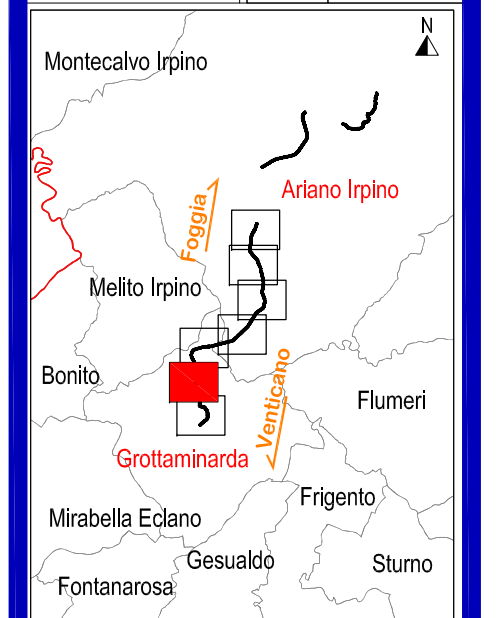 N
Montecalvo Irpino
Ariano Irpino
Foggia
Melito Irpino
Bonito
Venticano
Flumeri
Grottaminarda
Frigento
Mirabella Eclano
Gesualdo
Sturno
Fontanarosa